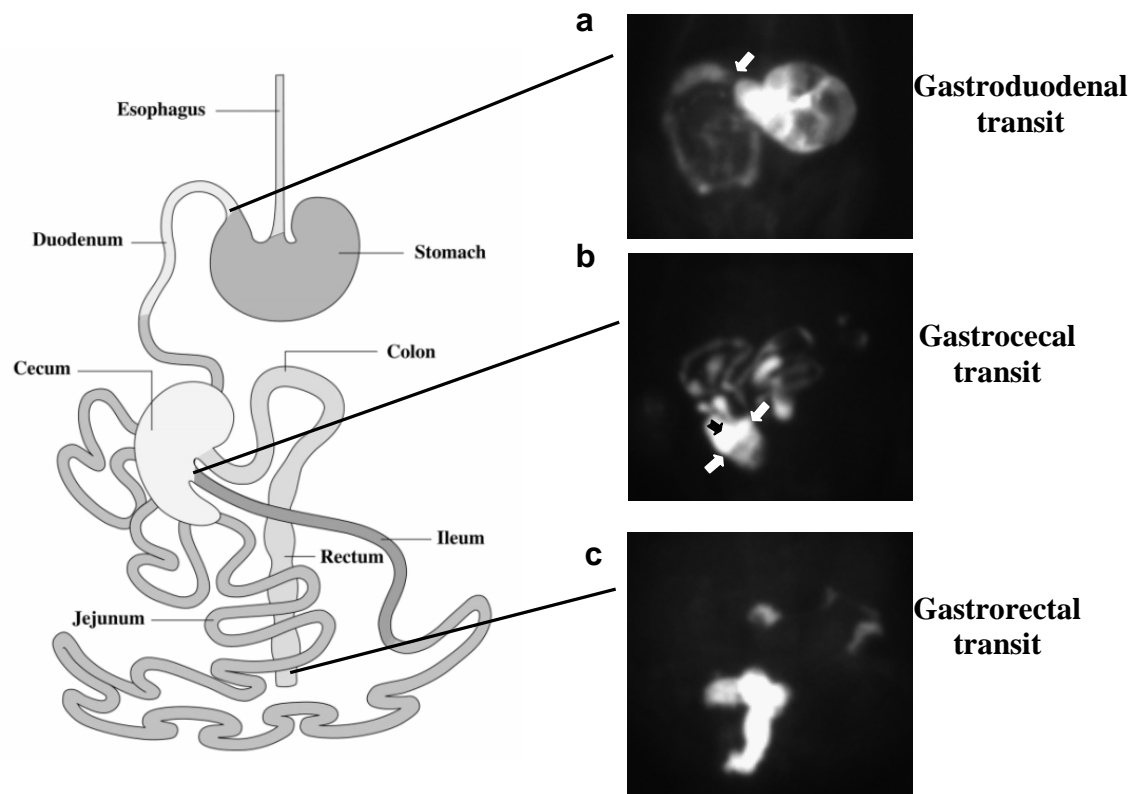 a
Gastroduodenal
transit
Esophagus
Duodenum
Stomach
b
Gastrocecal
transit
Colon
Cecum
Ileum
Rectum
c
Gastrorectal
transit
Jejunum